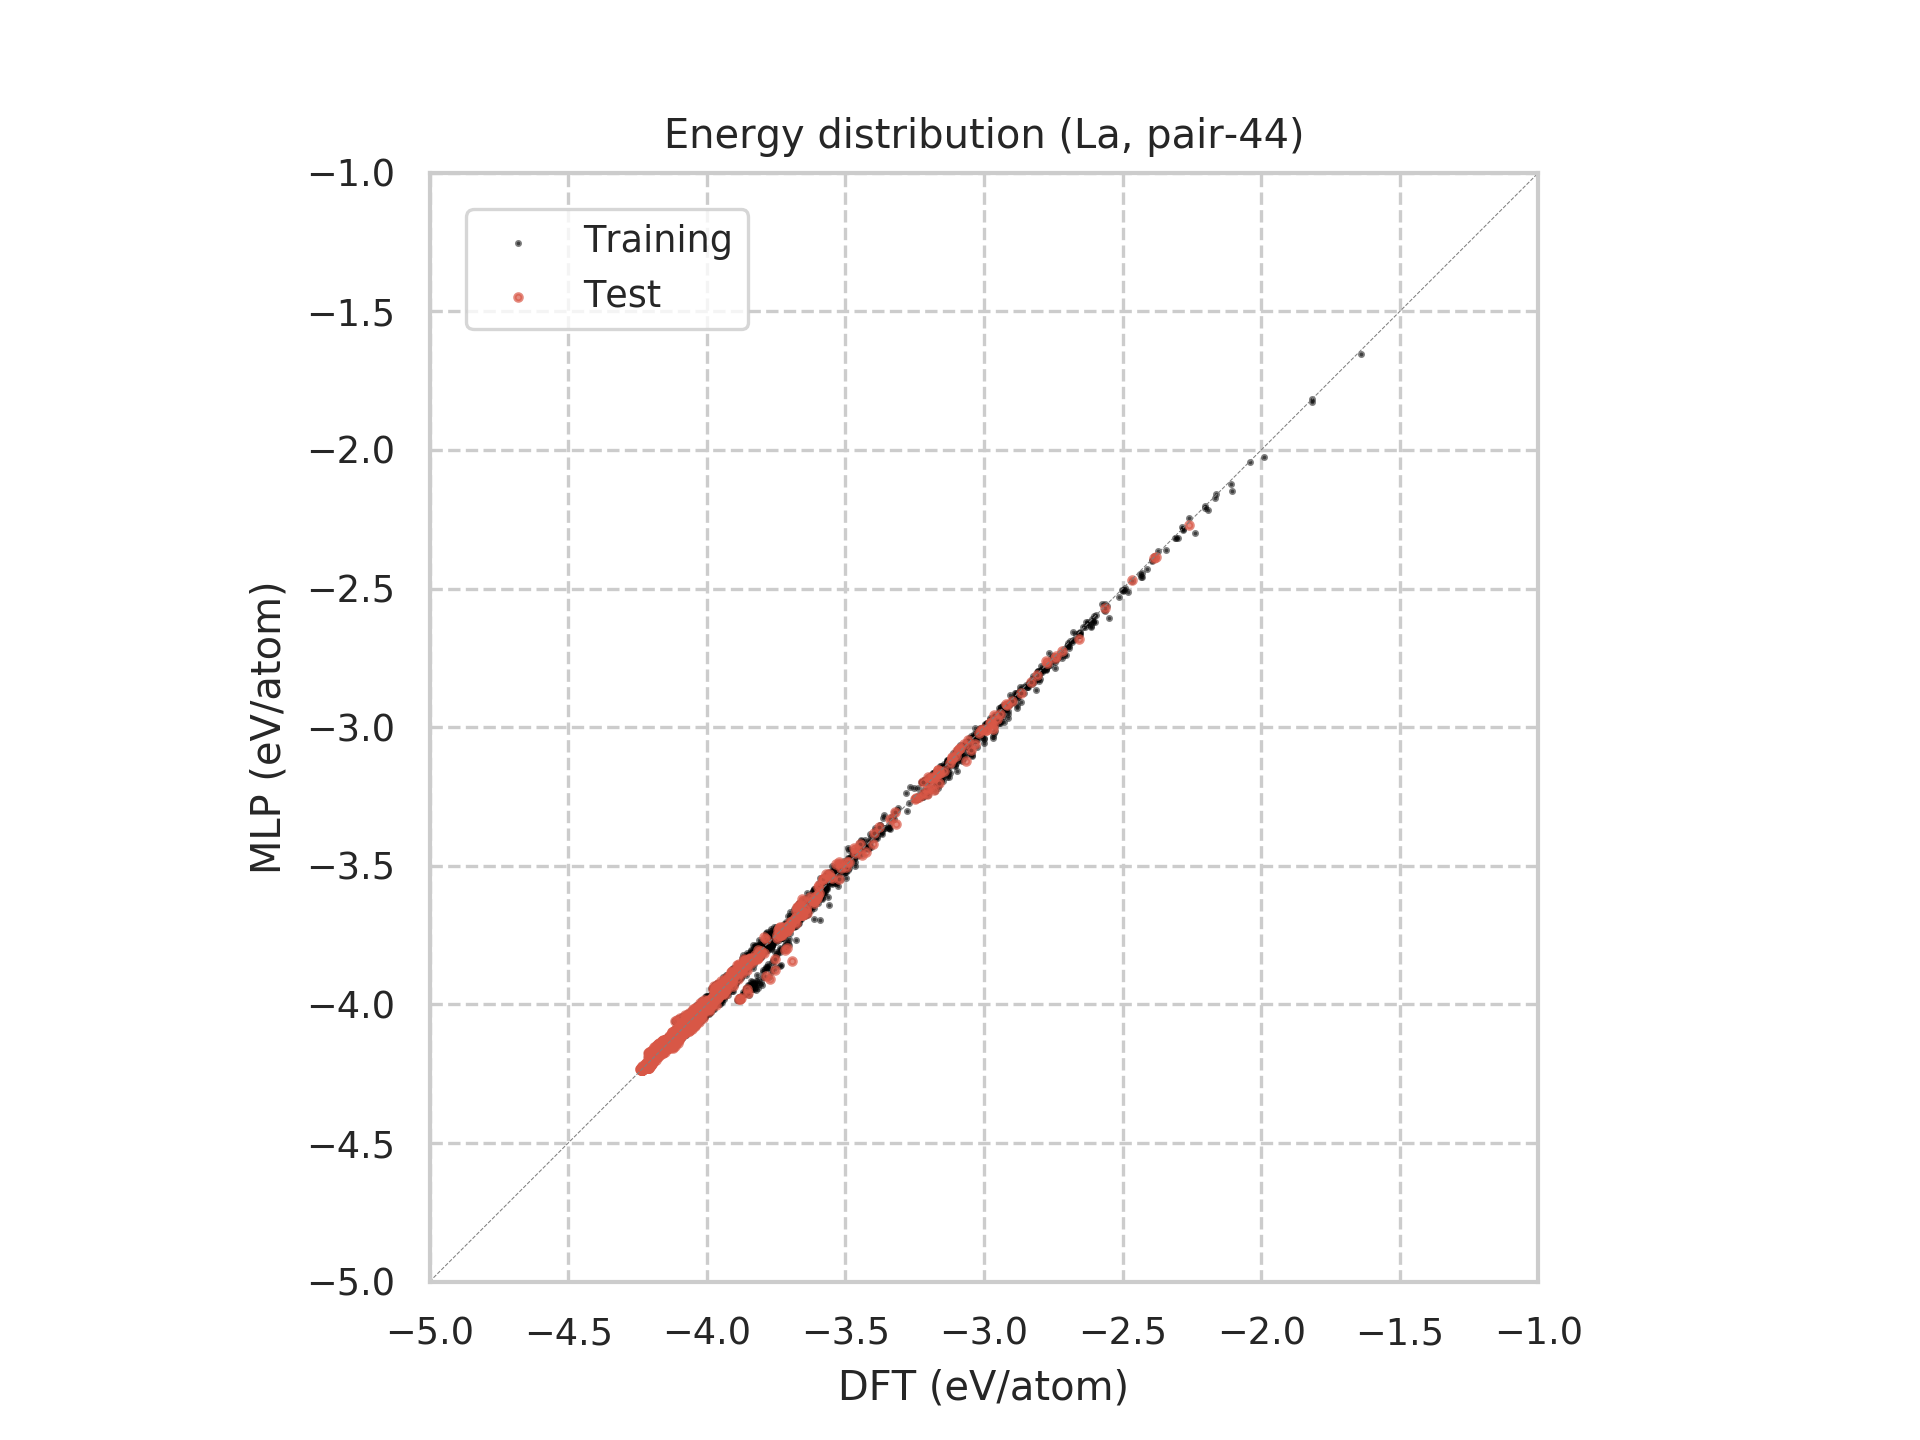 Energy distribution (La, pair-44)
−1.0
−1.5
−2.0
−2.5
−3.0
−3.5
−4.0
−4.5
−5.0
MLP (eV/atom)
Training
Test
−5.0 −4.5 −4.0 −3.5 −3.0 −2.5 −2.0 −1.5 −1.0
DFT (eV/atom)